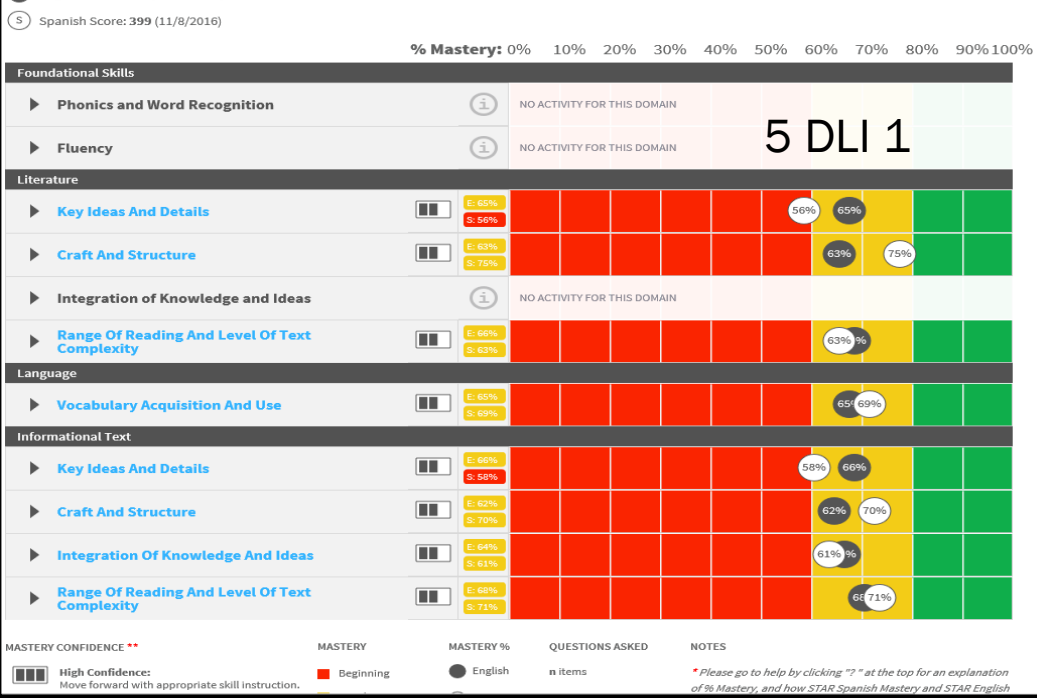 S Spanish Score: 399 (11/8/2016)
% Mastery: 0% 10% 20% 30% 40% 50% 60% 70% 80% 90% 100%
Foundational Skills
Phonics and Word Recognition i NO ACTIVITY FOR THIS DOMAIN
5 DLI 1
Fluency i NO ACTIVITY FOR THIS DOMAIN
Literature
Key Ideas And Details E: 65% S: 56% 56% 65%
Craft And Structure E: 63% S: 75% 63% 75%
Integration of Knowledge and Ideas i NO ACTIVITY FOR THIS DOMAIN
Range Of Reading And Level Of Text
Complexity E: 66% S: 63% 63% %
Language
Vocabulary Acquisition And Use E: 65% S: 69% 65% 69%
Informational Text
Key Ideas And Details E: 66% S: 58% 58% 66%
Craft And Structure E: 62% S: 70% 62% 70%
Integration Of Knowledge And Ideas E: 64% S: 61% 61% %
Range Of Reading And Level Of Text
Complexity E: 68% S: 71% 68 71%
MASTERY CONFIDENCE ** MASTERY MASTERY % QUESTIONS ASKED NOTES
High Confidence: Beginning English n items * Please go to help by clicking "? " at the top for an explanation
Move forward with appropriate skill instruction. of % Mastery, and how STAR Spanish Mastery and STAR English